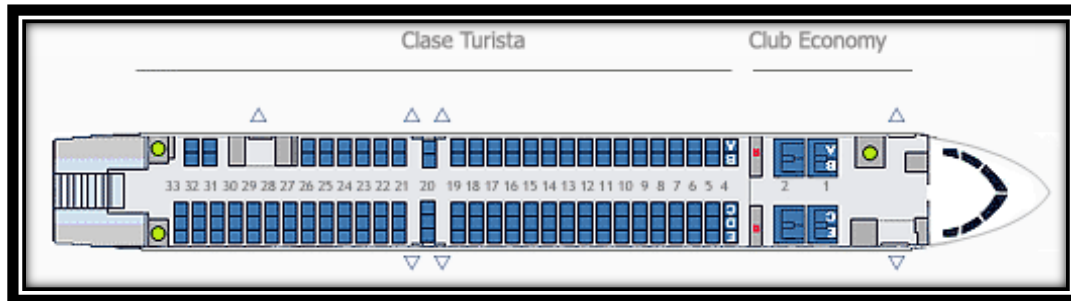 Clase Turista Club Economy
A A
B B
33 32 31 30 29 28 27 26 25 24 23 22 21 20 19 18 17 16 15 14 13 12 11 10 9 8 7 6 5 4 2 1
C C
D
E E